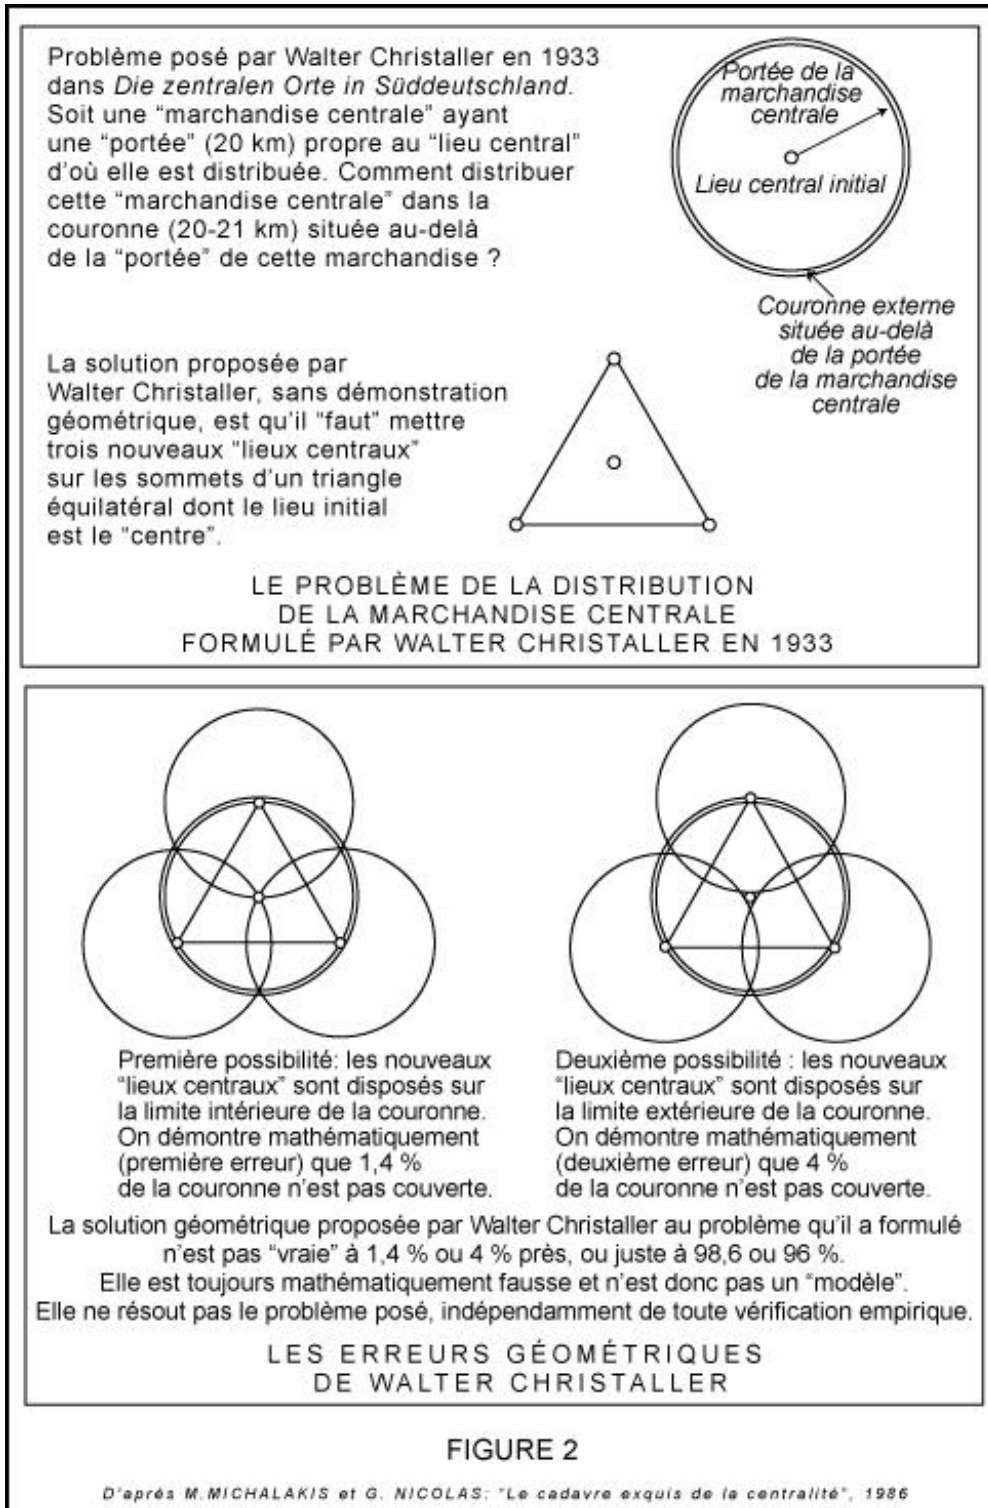 Problème posé par Walter Christaller en 1933
dans Die zentralen Orte in Süddeutschland.
Soit une “marchandise centrale” ayant
une “portée” (20 km) propre au “lieu central”
d’où elle est distribuée. Comment distribuer
cette “marchandise centrale” dans la
couronne (20-21 km) située au-delà
de la “portée” de cette marchandise ?
Portée de la
marchandise
centrale
Lieu central initial
Couronne externe
située au-delà
de la portée
de la marchandise
centrale
La solution proposée par
Walter Christaller, sans démonstration
géométrique, est qu’il “faut” mettre
trois nouveaux “lieux centraux”
sur les sommets d’un triangle
équilatéral dont le lieu initial
est le “centre”.
LE PROBLÈME DE LA DISTRIBUTION
DE LA MARCHANDISE CENTRALE
FORMULÉ PAR WALTER CHRISTALLER EN 1933
Première possibilité: les nouveaux
“lieux centraux” sont disposés sur
la limite intérieure de la couronne.
On démontre mathématiquement
(première erreur) que 1,4 %
de la couronne n’est pas couverte.
Deuxième possibilité : les nouveaux
“lieux centraux” sont disposés sur
la limite extérieure de la couronne.
On démontre mathématiquement
(deuxième erreur) que 4 %
de la couronne n’est pas couverte.
La solution géométrique proposée par Walter Christaller au problème qu’il a formulé
n’est pas “vraie” à 1,4 % ou 4 % près, ou juste à 98,6 ou 96 %.
Elle est toujours mathématiquement fausse et n’est donc pas un “modèle”.
Elle ne résout pas le problème posé, indépendamment de toute vérification empirique.
LES ERREURS GÉOMÉTRIQUES
DE WALTER CHRISTALLER
FIGURE 2
D’après M.MICHALAKIS et G. NICOLAS: “Le cadavre exquis de la centralité”, 1986